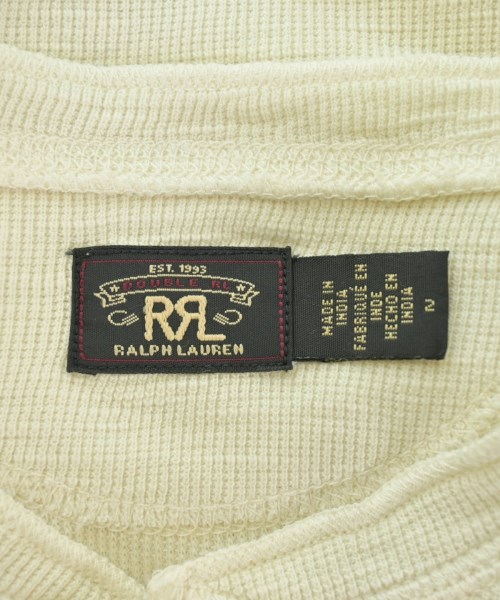 EST. 1993
DOUBLE RL
RRL
RALPH LAUREN
MADE IN
INDIA
FABRIQUÉ EN
INDE
HECHO EN
INDIA